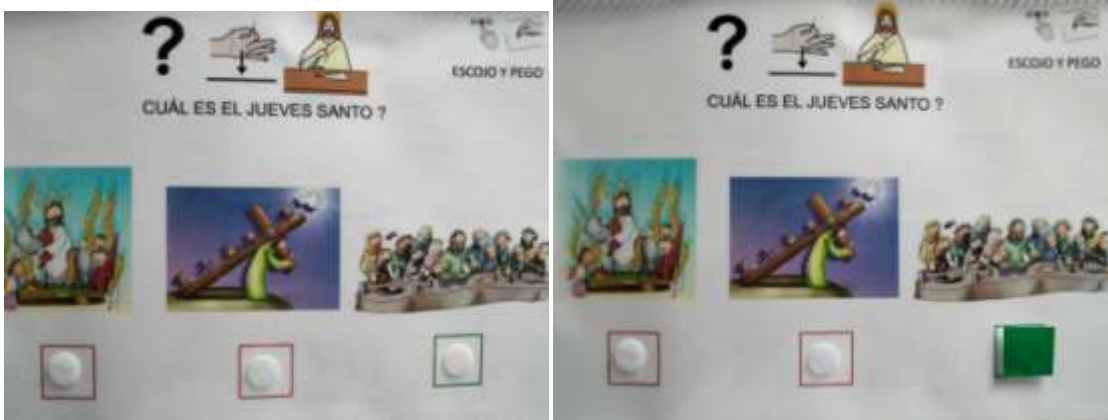 ?
ESCOJO Y PEGO
CUÁL ES EL JUEVES SANTO ?
?
ESCOJO Y PEGO
CUÁL ES EL JUEVES SANTO ?